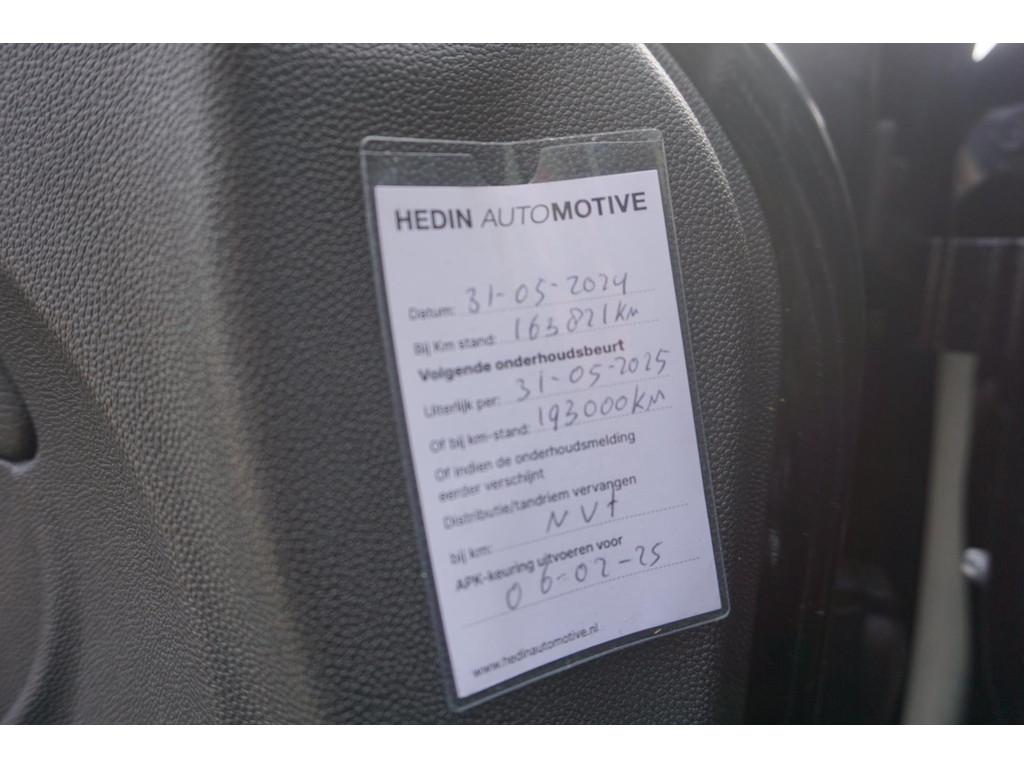 HEDIN AUTOMOTIVE
Datum: 31-05-2024
Bij Km stand: 163821 km
Volgende onderhoudsbeurt
Uiterlijk per: 31-05-2025
Of bij km-stand: 193000 KM
Of indien de onderhoudsmelding
eerder verschijnt
Distributie/tandriem vervangen
bij km: NVt
APK-keuring uitvoeren voor
06-02-25
www.hedinautomotive.nl